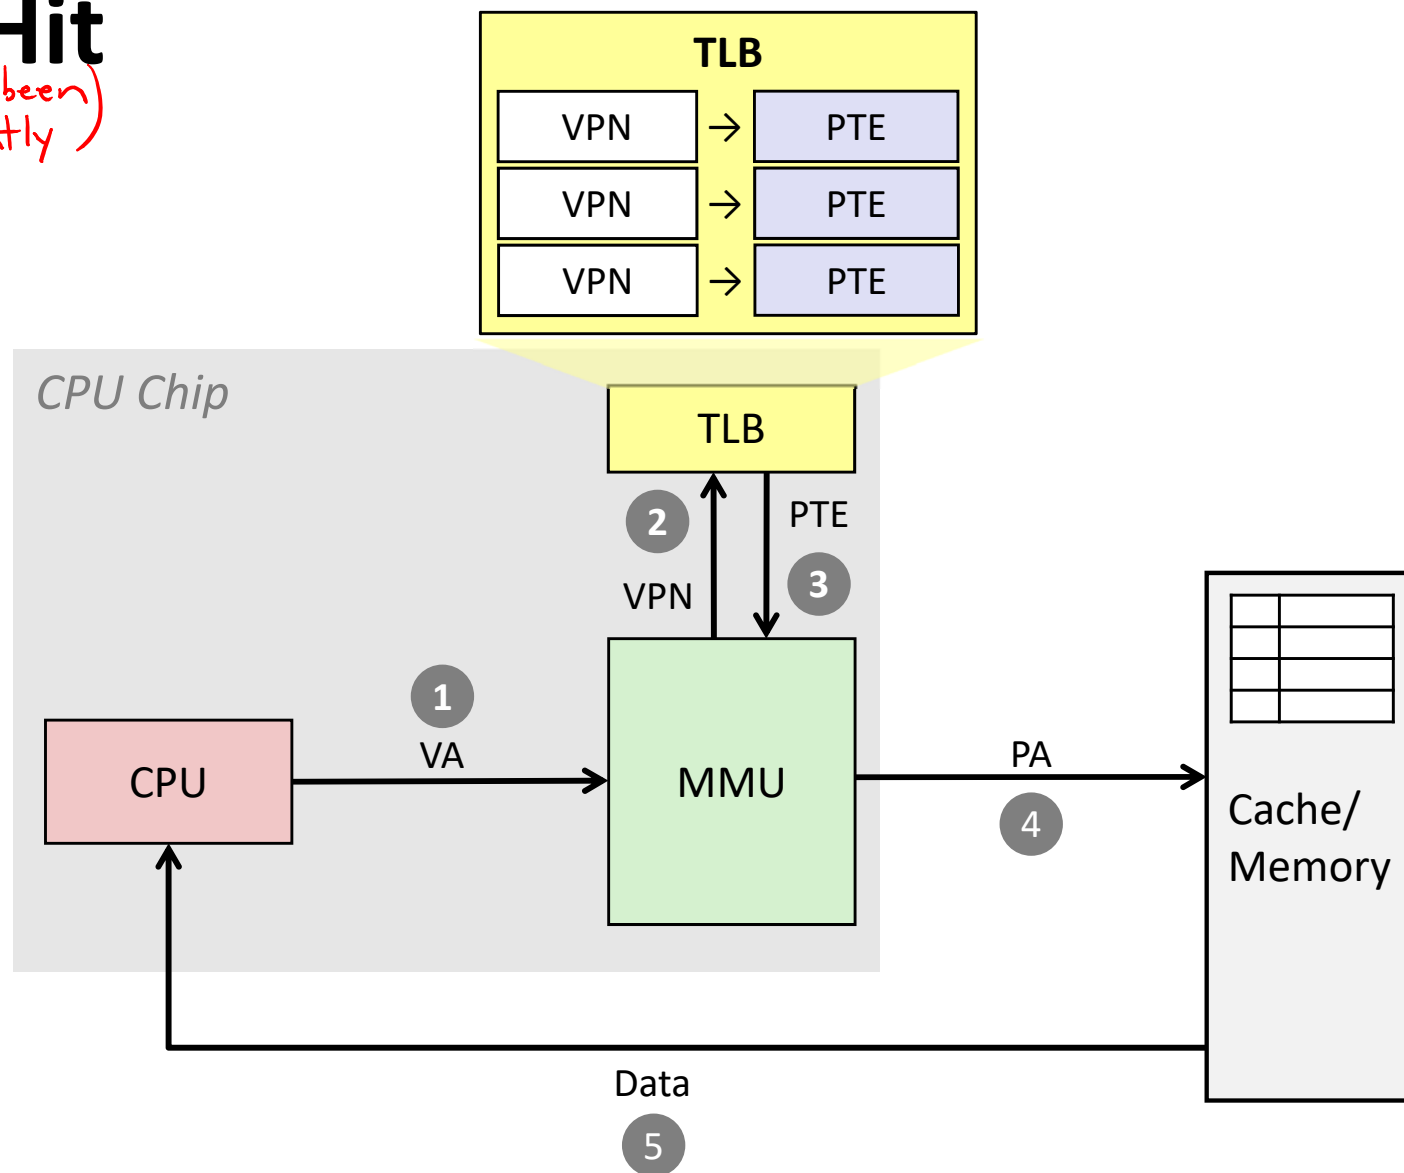 Hit
been)
tly)
TLB
VPN → PTE
VPN → PTE
VPN → PTE
CPU Chip
TLB
2
PTE
VPN
3
1
VA
CPU
MMU
PA
4
Cache/
Memory
Data
5